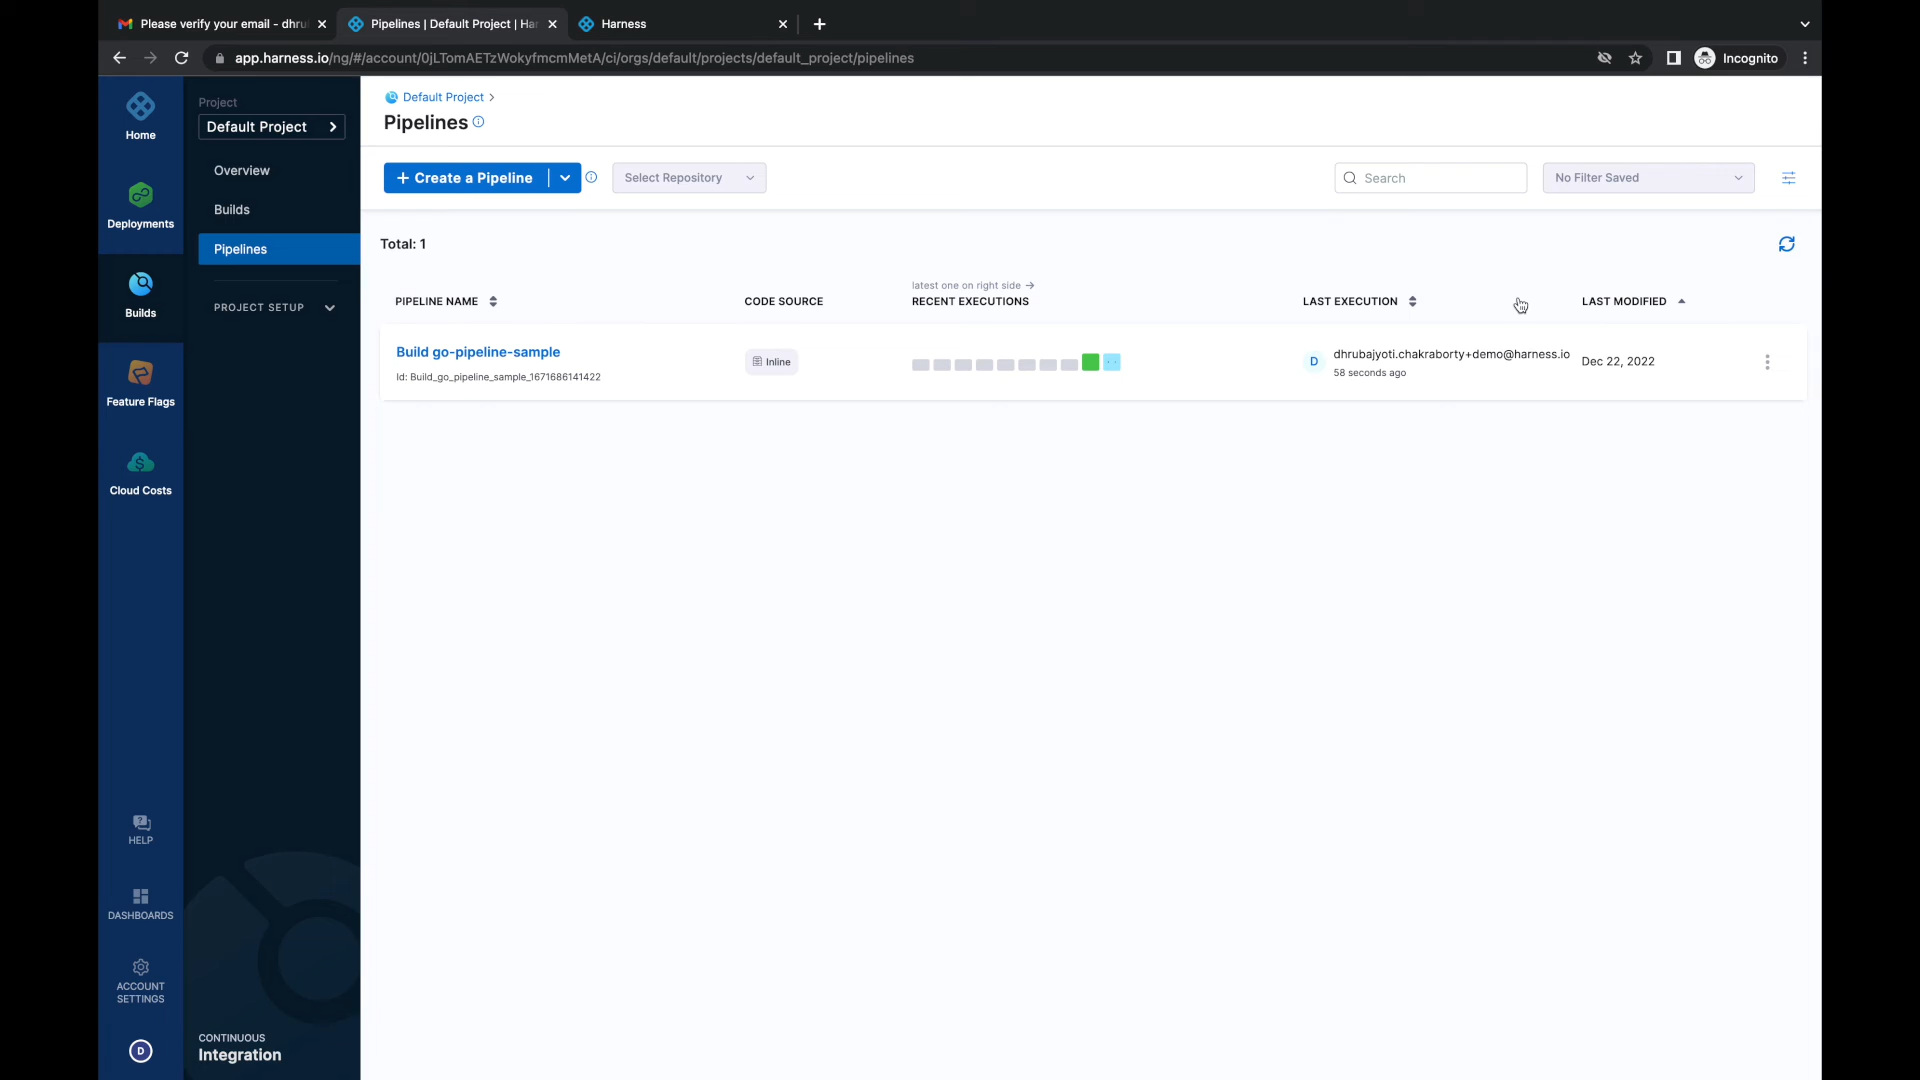 Please verify your email - dhru
Pipelines | Default Project | Har
Harness
app.harness.io/ng/#/account/0jLTomAETzWokyfmcmMetA/ci/orgs/default/projects/default_project/pipelines
Incognito
Home
Deployments
Builds
Feature Flags
Cloud Costs
HELP
DASHBOARDS
ACCOUNT
SETTINGS
D
Project
Default Project
Overview
Builds
Pipelines
PROJECT SETUP
CONTINUOUS
Integration
Default Project >
Pipelines
+ Create a Pipeline
Select Repository
Search
No Filter Saved
Total: 1
PIPELINE NAME
CODE SOURCE
latest one on right side →
RECENT EXECUTIONS
LAST EXECUTION
LAST MODIFIED
Build go-pipeline-sample
Id: Build_go_pipeline_sample_1671686141422
Inline
D
dhrubajyoti.chakraborty+demo@harness.io
58 seconds ago
Dec 22, 2022